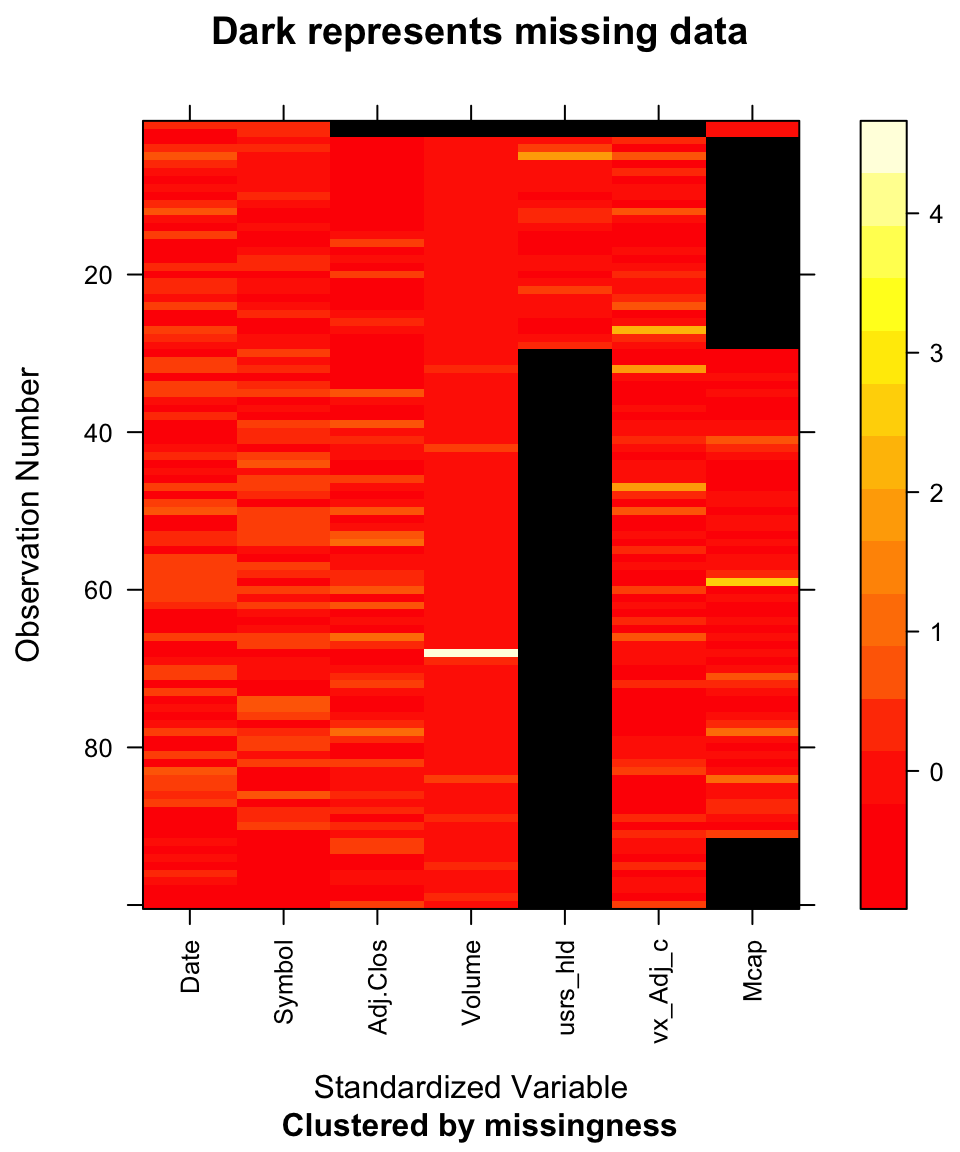 Dark represents missing data
Observation Number
20
40
60
80
4
3
2
1
0
Date
Symbol
Adj.Clos
Volume
usrs_hld
vx_Adj_c
Mcap
Standardized Variable
Clustered by missingness